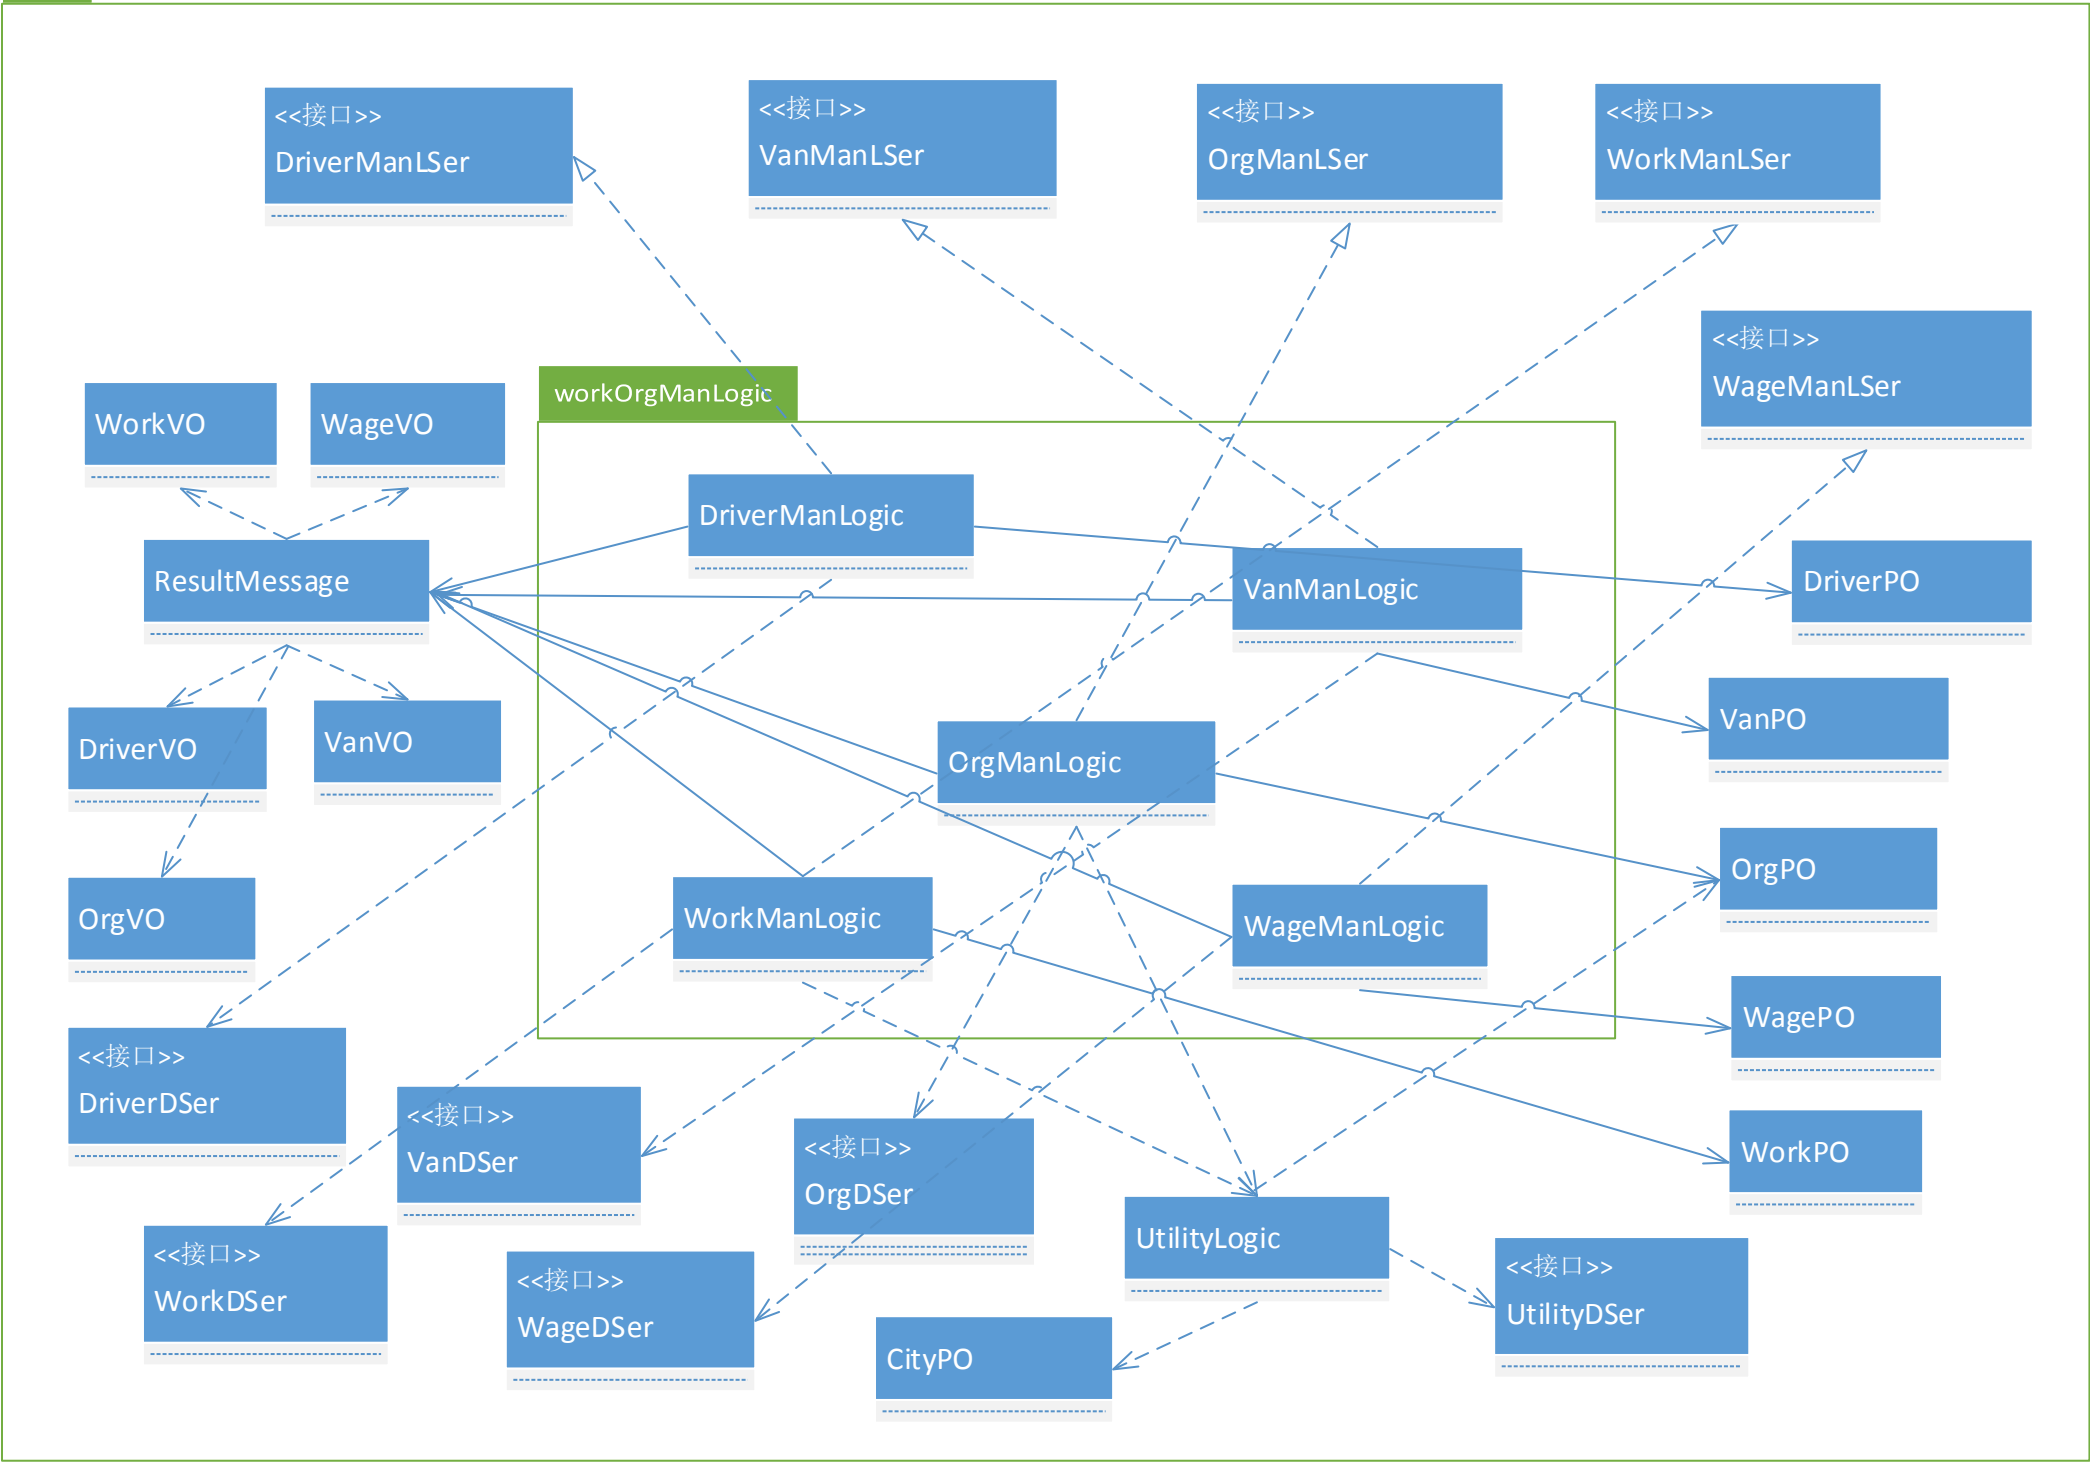 <<接口>>
DriverManLSer
<<接口>>
VanManLSer
<<接口>>
OrgManLSer
<<接口>>
WorkManLSer
<<接口>>
WageManLSer
workOrgManLogic
WorkVO
WageVO
DriverManLogic
ResultMessage
VanManLogic
DriverPO
DriverVO
VanVO
OrgManLogic
VanPO
OrgVO
WorkManLogic
WageManLogic
OrgPO
WagePO
<<接口>>
DriverDSer
<<接口>>
VanDSer
<<接口>>
OrgDSer
WorkPO
<<接口>>
WorkDSer
<<接口>>
WageDSer
UtilityLogic
<<接口>>
UtilityDSer
CityPO